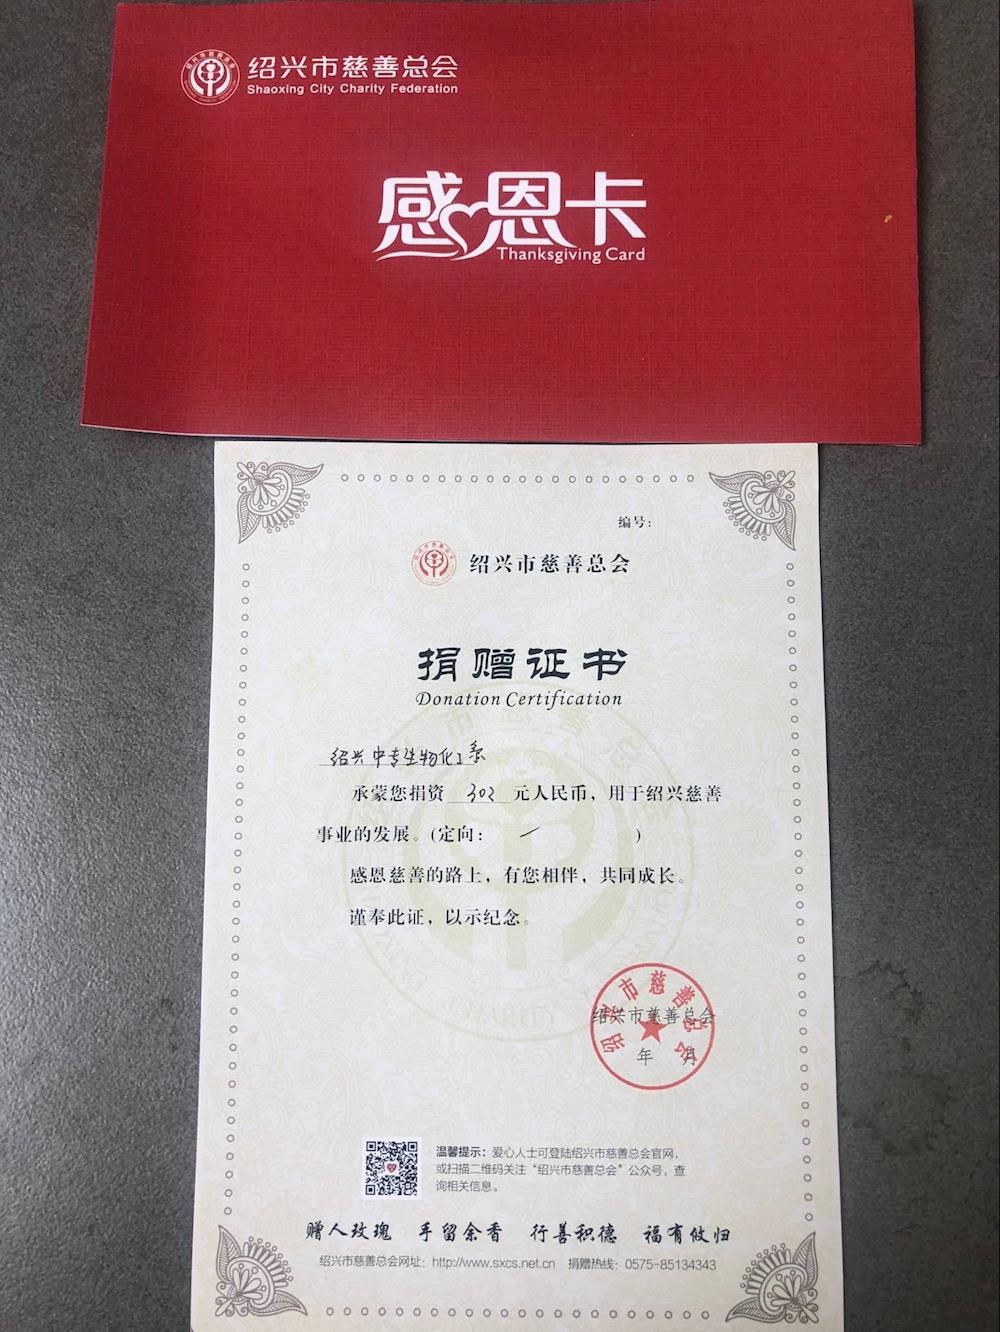 绍兴市慈善总会
Shaoxing City Charity Federation
感恩卡
Thanksgiving Card
编号：
绍兴市慈善总会
捐赠证书
Donation Certification
绍兴中专生物化工系
承蒙您捐资 302 元人民币，用于绍兴慈善
事业的发展。(定向： / )
感恩慈善的路上，有您相伴，共同成长。
谨奉此证，以示纪念。
绍兴市慈善总会
绍兴市慈善总会
年 月
温馨提示：爱心人士可登陆绍兴市慈善总会官网，
或扫描二维码关注“绍兴市慈善总会”公众号，查
询相关信息。
赠人玫瑰 手留余香 行善积德 福有攸归
绍兴市慈善总会网址：http://www.sxcs.net.cn 捐赠热线：0575-85134343